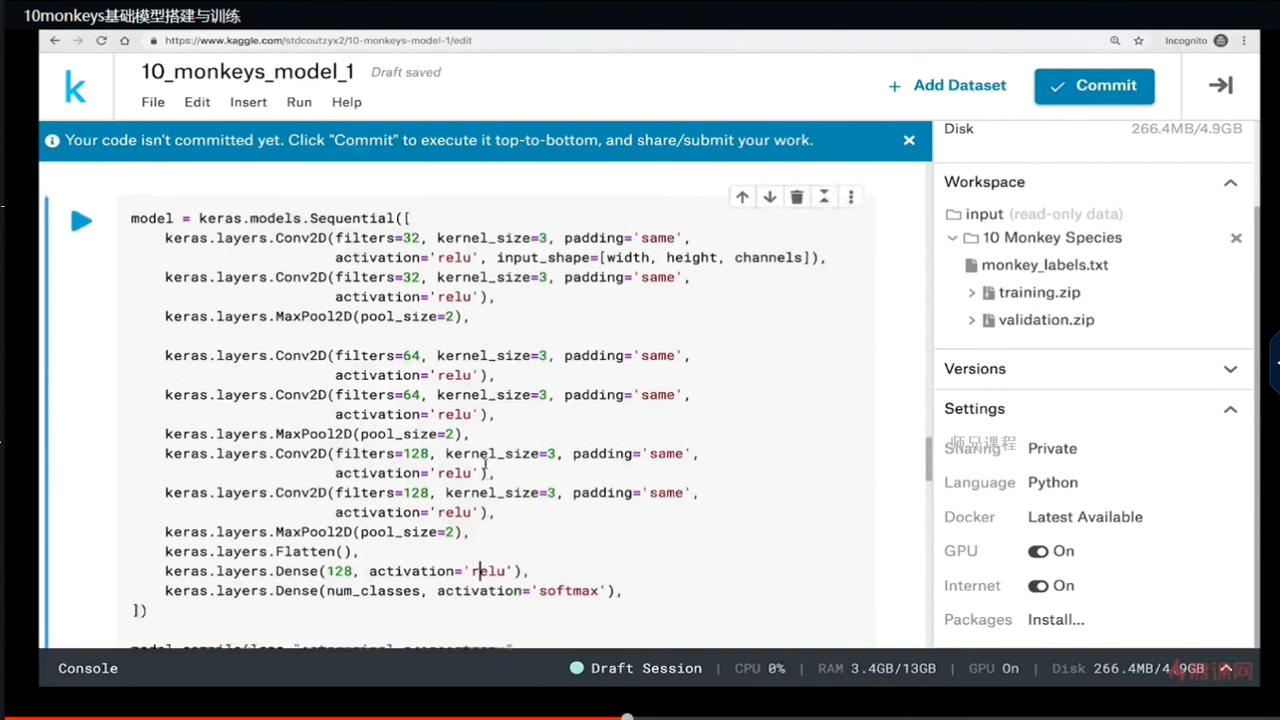 10monkeys基础模型搭建与训练
https://www.kaggle.com/stdcoutzyx2/10-monkeys-model-1/edit
Incognito
k
10_monkeys_model_1 Draft saved
File Edit Insert Run Help
+ Add Dataset
Commit
Your code isn't committed yet. Click "Commit" to execute it top-to-bottom, and share/submit your work.
model = keras.models.Sequential([
keras.layers.Conv2D(filters=32, kernel_size=3, padding='same',
activation='relu', input_shape=[width, height, channels]),
keras.layers.Conv2D(filters=32, kernel_size=3, padding='same',
activation='relu'),
keras.layers.MaxPool2D(pool_size=2),
keras.layers.Conv2D(filters=64, kernel_size=3, padding='same',
activation='relu'),
keras.layers.Conv2D(filters=64, kernel_size=3, padding='same',
activation='relu'),
keras.layers.MaxPool2D(pool_size=2),
keras.layers.Conv2D(filters=128, kernel_size=3, padding='same',
activation='relu'),
keras.layers.Conv2D(filters=128, kernel_size=3, padding='same',
activation='relu'),
keras.layers.MaxPool2D(pool_size=2),
keras.layers.Flatten(),
keras.layers.Dense(128, activation='relu'),
keras.layers.Dense(num_classes, activation='softmax'),
])
Disk 266.4MB/4.9GB
Workspace
input (read-only data)
10 Monkey Species
monkey_labels.txt
training.zip
validation.zip
Versions
Settings
师兄课程
Sharing Private
Language Python
Docker Latest Available
GPU On
Internet On
Packages Install...
Console
Draft Session | CPU 0% | RAM 3.4GB/13GB | GPU On | Disk 266.4MB/4.9GB